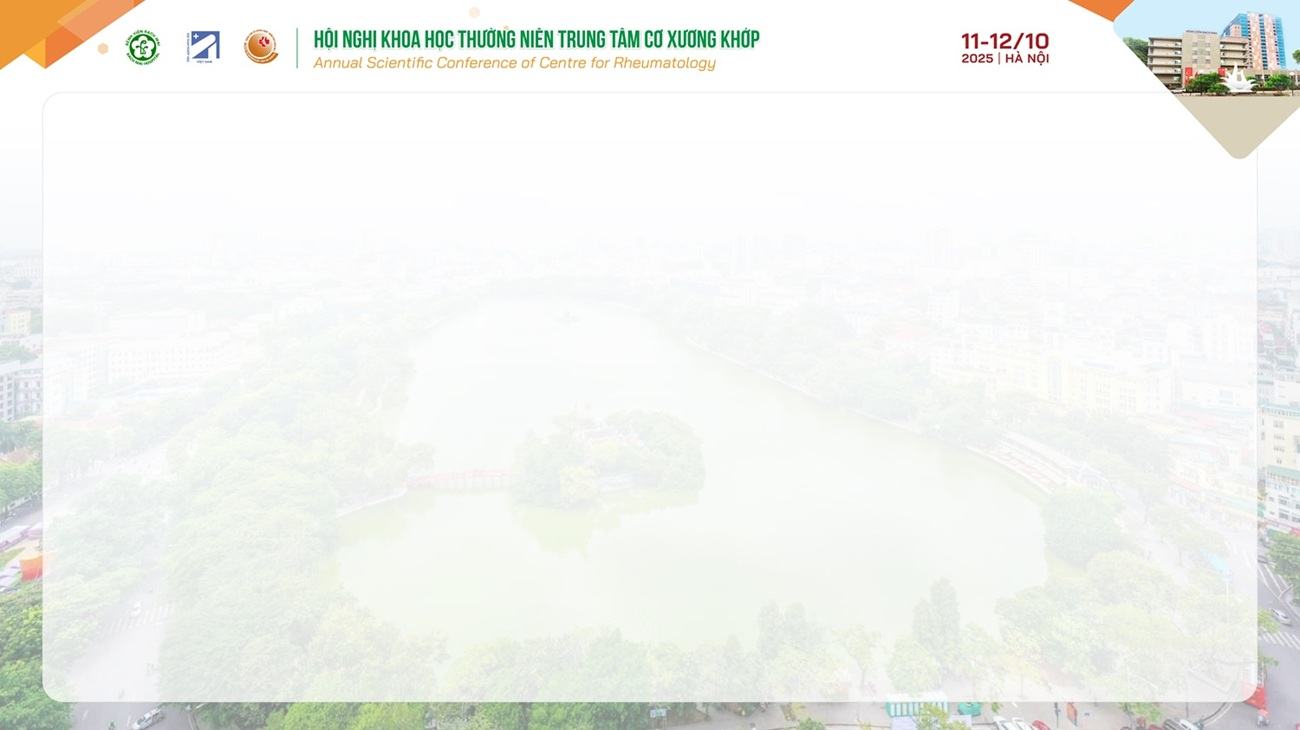 HỘI NGHỊ KHOA HỌC THƯỜNG NIÊN TRUNG TÂM CƠ XƯƠNG KHỚP
Annual Scientific Conference of Centre for Rheumatology
11-12/10
2025 | HÀ NỘI